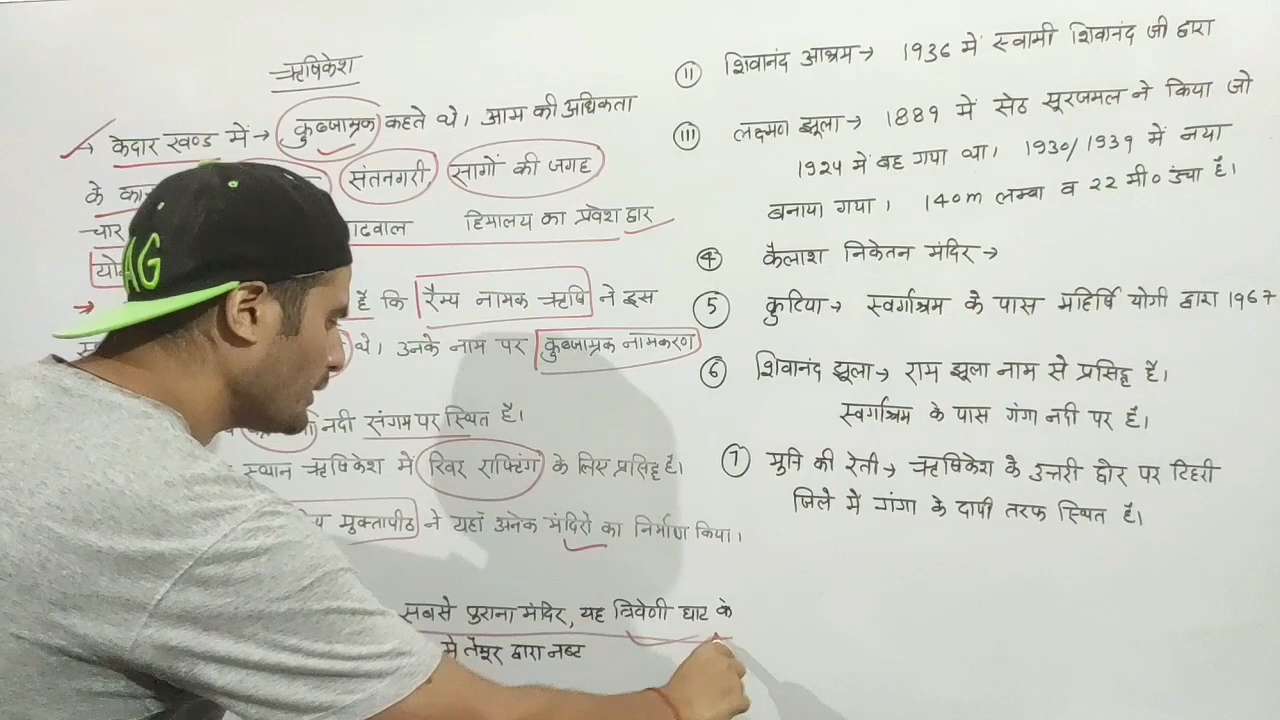 ऋषिकेश
केदार खण्ड में → कुब्जाम्रक कहते थे। आम की अधिकता
के संतनगरी, सागों की जगह
चार हिमालय का प्रवेश द्वार
है कि रैम्य नामक ऋषि ने इस
थे। उनके नाम पर कुब्जाम्रक नामकरण
नदी संगम पर स्थित है।
स्थान ऋषिकेश में रिवर राफ्टिंग के लिए प्रसिद्ध है।
मुक्तापीठ ने यहाँ अनेक मंदिरो का निर्माण किया।
सबसे पुराना मंदिर, यह त्रिवेणी घाट के
मे तैमूर द्वारा नष्ट
AG
(ii) शिवानंद आश्रम → 1936 में स्वामी शिवानंद जी द्वारा
(iii) लक्ष्मण झूला → 1889 में सेठ सूरजमल ने किया जो
1924 में बह गया था। 1930/1939 में नया
बनाया गया। 140m लम्बा व 22 मी० ऊंचा है।
(4) कैलाश निकेतन मंदिर →
(5) कुटिया → स्वर्गाश्रम के पास महिर्षि योगी द्वारा 1967
(6) शिवानंद झूला → राम झूला नाम से प्रसिद्ध है।
स्वर्गाश्रम के पास गंगा नदी पर है।
(7) मुनि की रेती → ऋषिकेश के उत्तरी छोर पर टिहरी
जिले मे गंगा के दायी तरफ स्थित है।